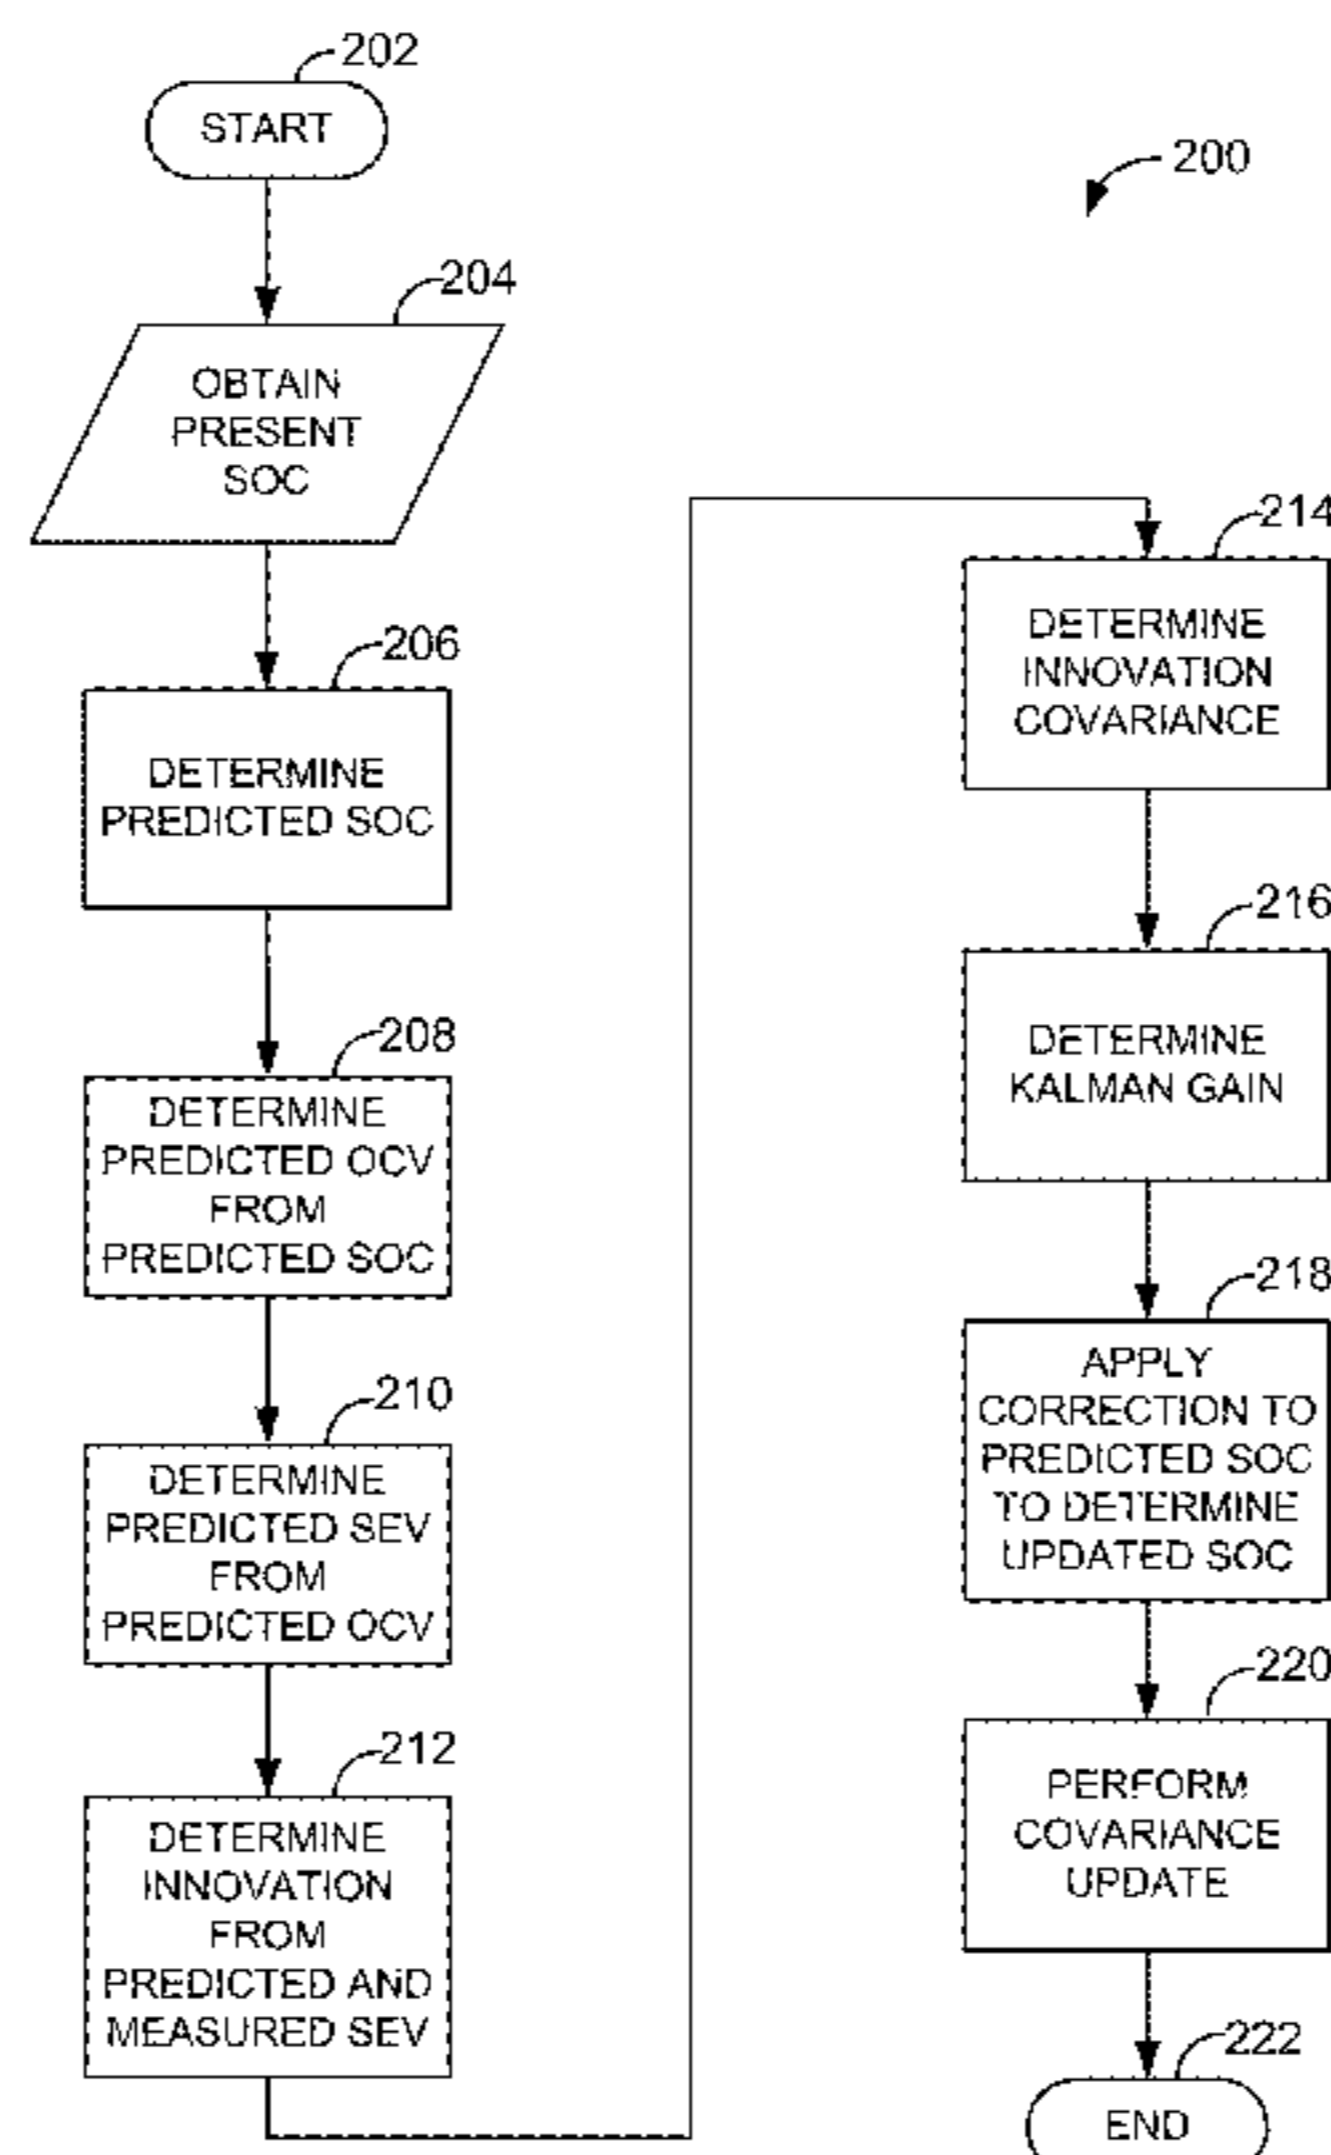 202
START
200
204
OBTAIN
PRESENT
SOC
206
DETERMINE
PREDICTED SOC
208
DETERMINE
PREDICTED OCV
FROM
PREDICTED SOC
210
DETERMINE
PREDICTED SEV
FROM
PREDICTED OCV
212
DETERMINE
INNOVATION
FROM
PREDICTED AND
MEASURED SEV
214
DETERMINE
INNOVATION
COVARIANCE
216
DETERMINE
KALMAN GAIN
218
APPLY
CORRECTION TO
PREDICTED SOC
TO DETERMINE
UPDATED SOC
220
PERFORM
COVARIANCE
UPDATE
222
END